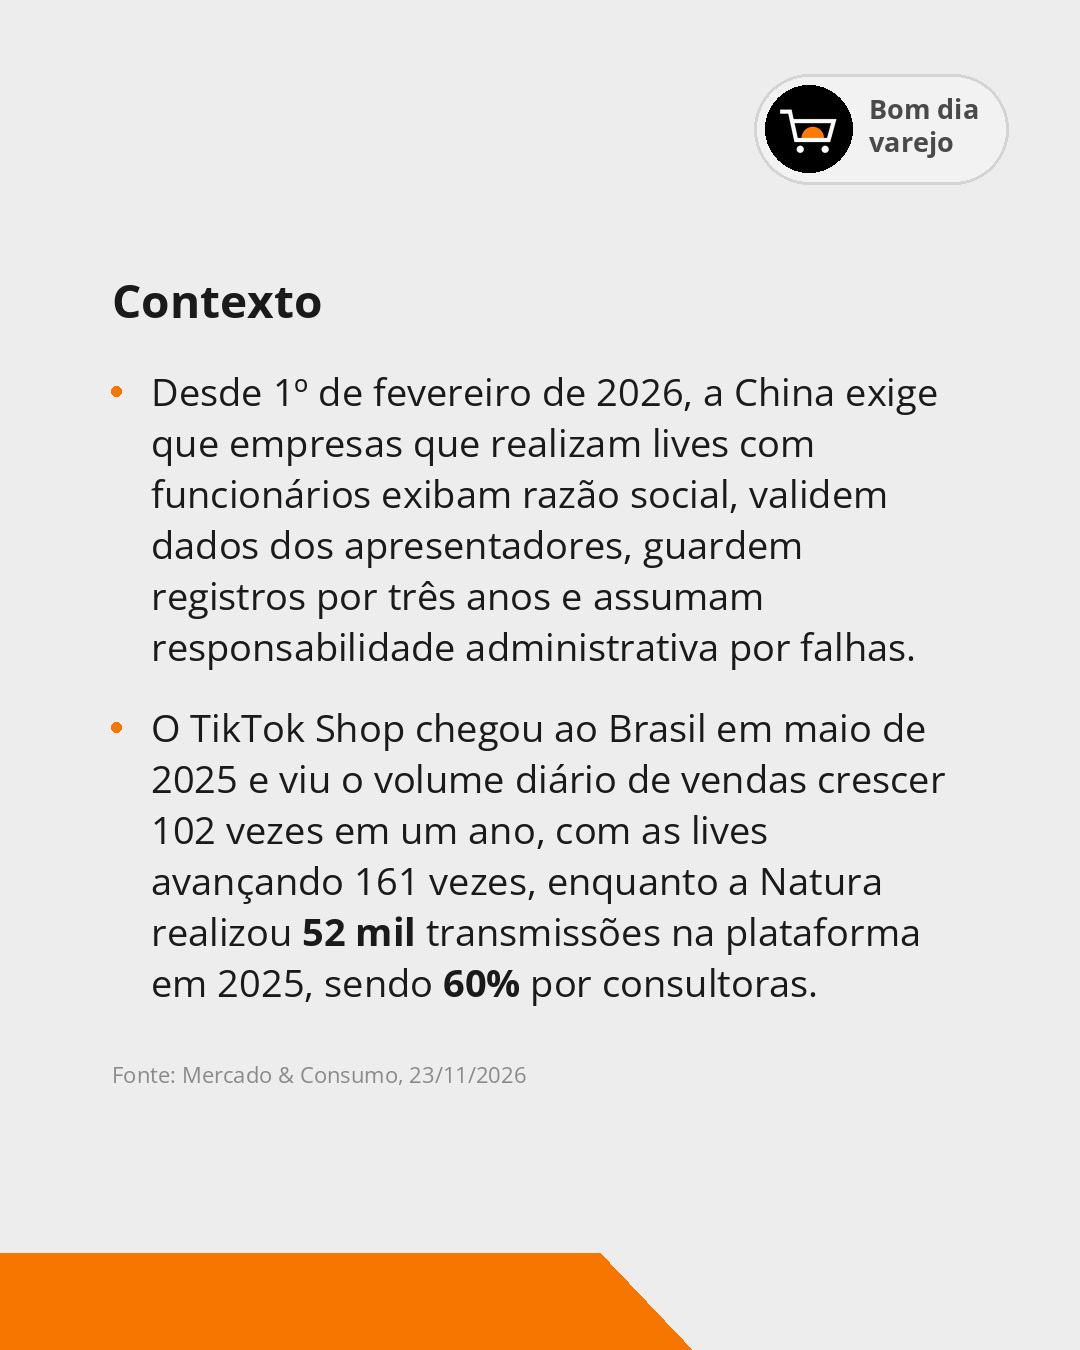 Bom dia
varejo
Contexto
• Desde 1º de fevereiro de 2026, a China exige
que empresas que realizam lives com
funcionários exibam razão social, validem
dados dos apresentadores, guardem
registros por três anos e assumam
responsabilidade administrativa por falhas.
• O TikTok Shop chegou ao Brasil em maio de
2025 e viu o volume diário de vendas crescer
102 vezes em um ano, com as lives
avançando 161 vezes, enquanto a Natura
realizou 52 mil transmissões na plataforma
em 2025, sendo 60% por consultoras.
Fonte: Mercado & Consumo, 23/11/2026